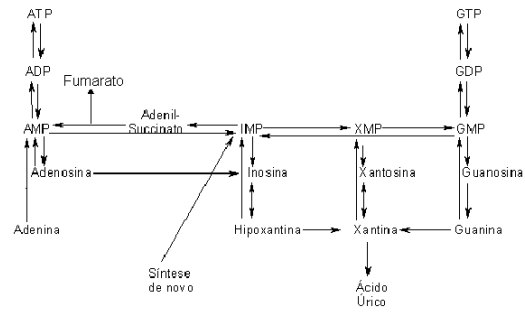 ATP GTP
ADP GDP
Fumarato
Adenil-
AMP Succinato IMP XMP GMP
Adenosina Inosina Xantosina Guanosina
Adenina Hipoxantina Xantina Guanina
Síntese
de novo
Ácido
Úrico